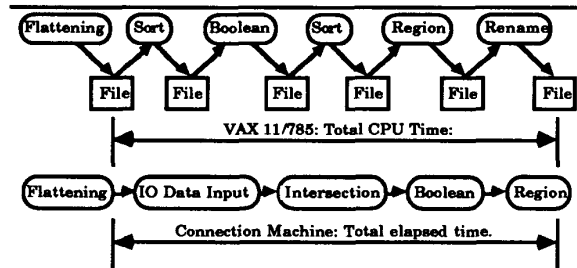 Flattening Sort Boolean Sort Region Rename
File File File File File File
VAX 11/785: Total CPU Time:
Flattening IO Data Input Intersection Boolean Region
Connection Machine: Total elapsed time.